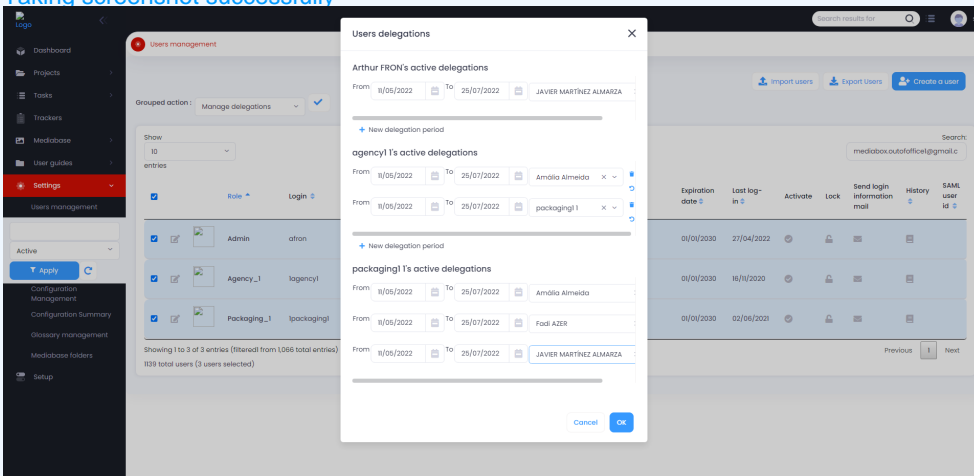 Taking screenshot successfully
Logo
Search results for
Dashboard
Projects
Tasks
Trackers
Mediabase
User guides
Settings
Users management
Active
Apply
Configuration
Management
Configuration Summary
Glossary management
Mediabase folders
Setup
Users management
Import users
Export Users
Create a user
Grouped action :
Manage delegations
Show
10
entries
Search:
mediabox.outofoffice1@gmail.c
Role
Login
Expiration date
Last log-in
Activate
Lock
Send login information mail
History
SAML user id
Admin
afron
01/01/2030
27/04/2022
Agency_1
1agency1
01/01/2030
16/11/2020
Packaging_1
1packaging1
01/01/2030
02/06/2021
Showing 1 to 3 of 3 entries (filtered1 from 1,066 total entries)
1139 total users (3 users selected)
Previous 1 Next
Users delegations
Arthur FRON's active delegations
From 11/05/2022 To 25/07/2022 JAVIER MARTÍNEZ ALMARZA
+ New delegation period
agency1 1's active delegations
From 11/05/2022 To 25/07/2022 Amália Almeida
From 11/05/2022 To 25/07/2022 packaging1 1
+ New delegation period
packaging1 1's active delegations
From 11/05/2022 To 25/07/2022 Amália Almeida
From 11/05/2022 To 25/07/2022 Fadi AZER
From 11/05/2022 To 25/07/2022 JAVIER MARTÍNEZ ALMARZA
Cancel
OK